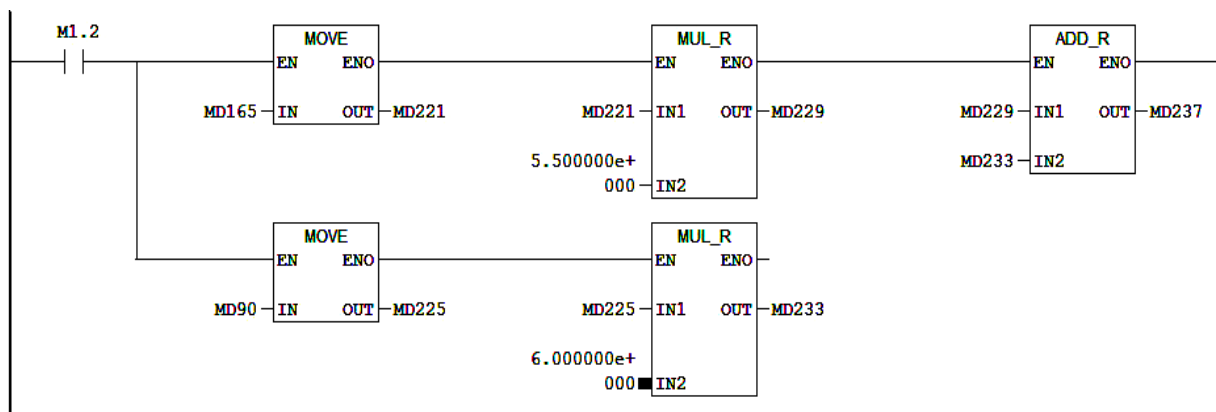 M1.2
MOVE MUL_R ADD_R
EN ENO EN ENO EN ENO
MD165 IN OUT MD221 MD221 IN1 OUT MD229 MD229 IN1 OUT MD237
5.500000e+ MD233 IN2
000 IN2
MOVE MUL_R
EN ENO EN ENO
MD90 IN OUT MD225 MD225 IN1 OUT MD233
6.000000e+
000 IN2